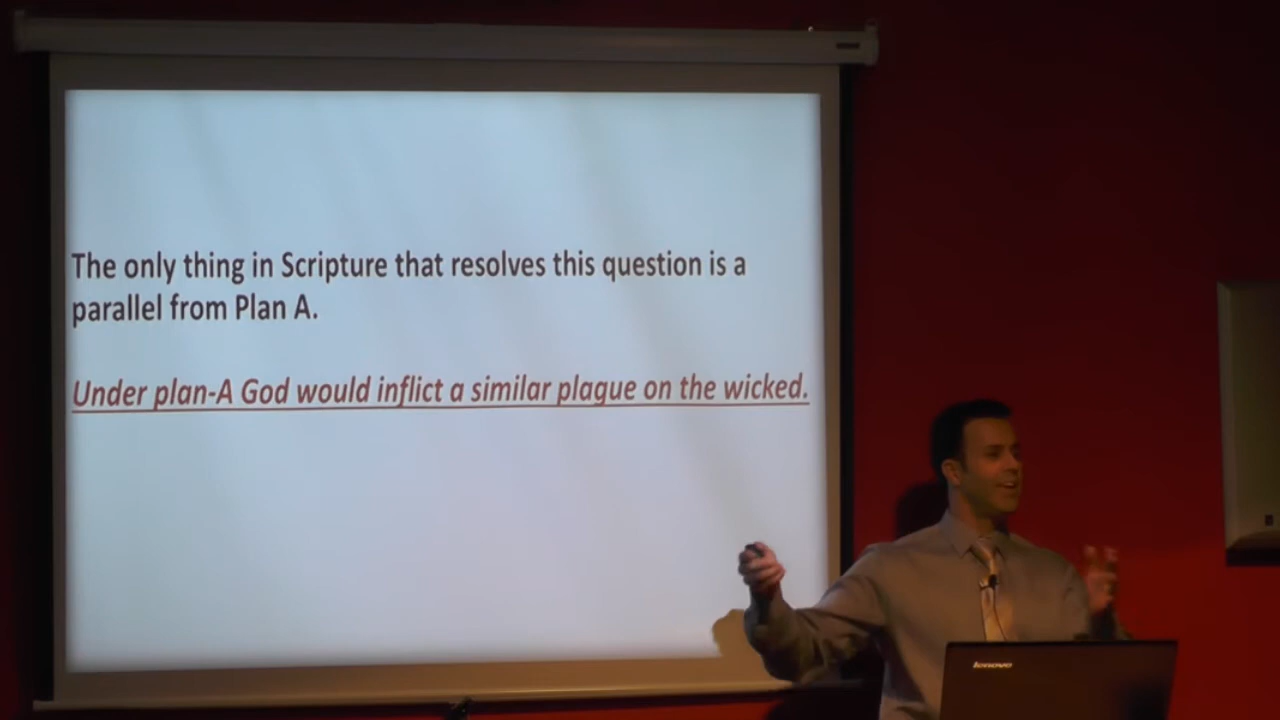 The only thing in Scripture that resolves this question is a
parallel from Plan A.
Under plan-A God would inflict a similar plague on the wicked.
lenovo